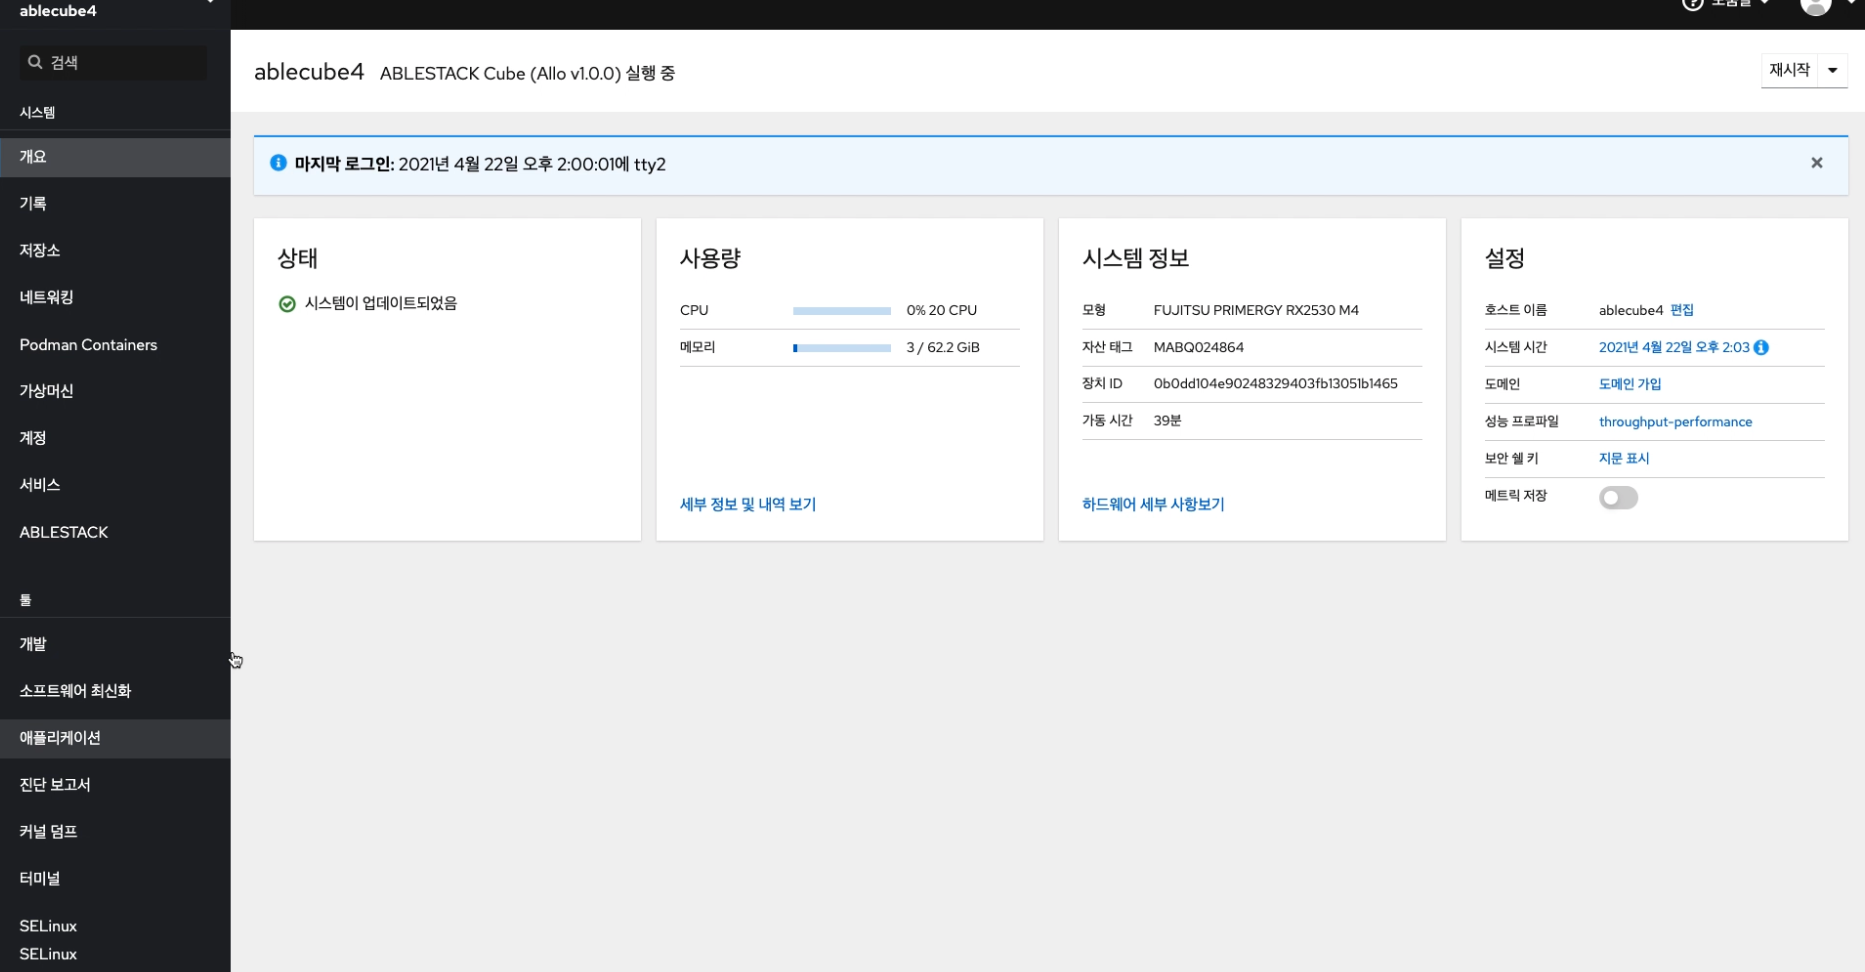 ablecube4
도움말
검색
시스템
개요
기록
저장소
네트워킹
Podman Containers
가상머신
계정
서비스
ABLESTACK
툴
개발
소프트웨어 최신화
애플리케이션
진단 보고서
커널 덤프
터미널
SELinux
SELinux
ablecube4 ABLESTACK Cube (Allo v1.0.0) 실행 중
재시작
마지막 로그인: 2021년 4월 22일 오후 2:00:01에 tty2
상태
시스템이 업데이트되었음
사용량
CPU 0% 20 CPU
메모리 3 / 62.2 GiB
세부 정보 및 내역 보기
시스템 정보
모형 FUJITSU PRIMERGY RX2530 M4
자산 태그 MABQ024864
장치 ID 0b0dd104e90248329403fb13051b1465
가동 시간 39분
하드웨어 세부 사항보기
설정
호스트 이름 ablecube4 편집
시스템 시간 2021년 4월 22일 오후 2:03
도메인 도메인 가입
성능 프로파일 throughput-performance
보안 쉘 키 지문 표시
메트릭 저장